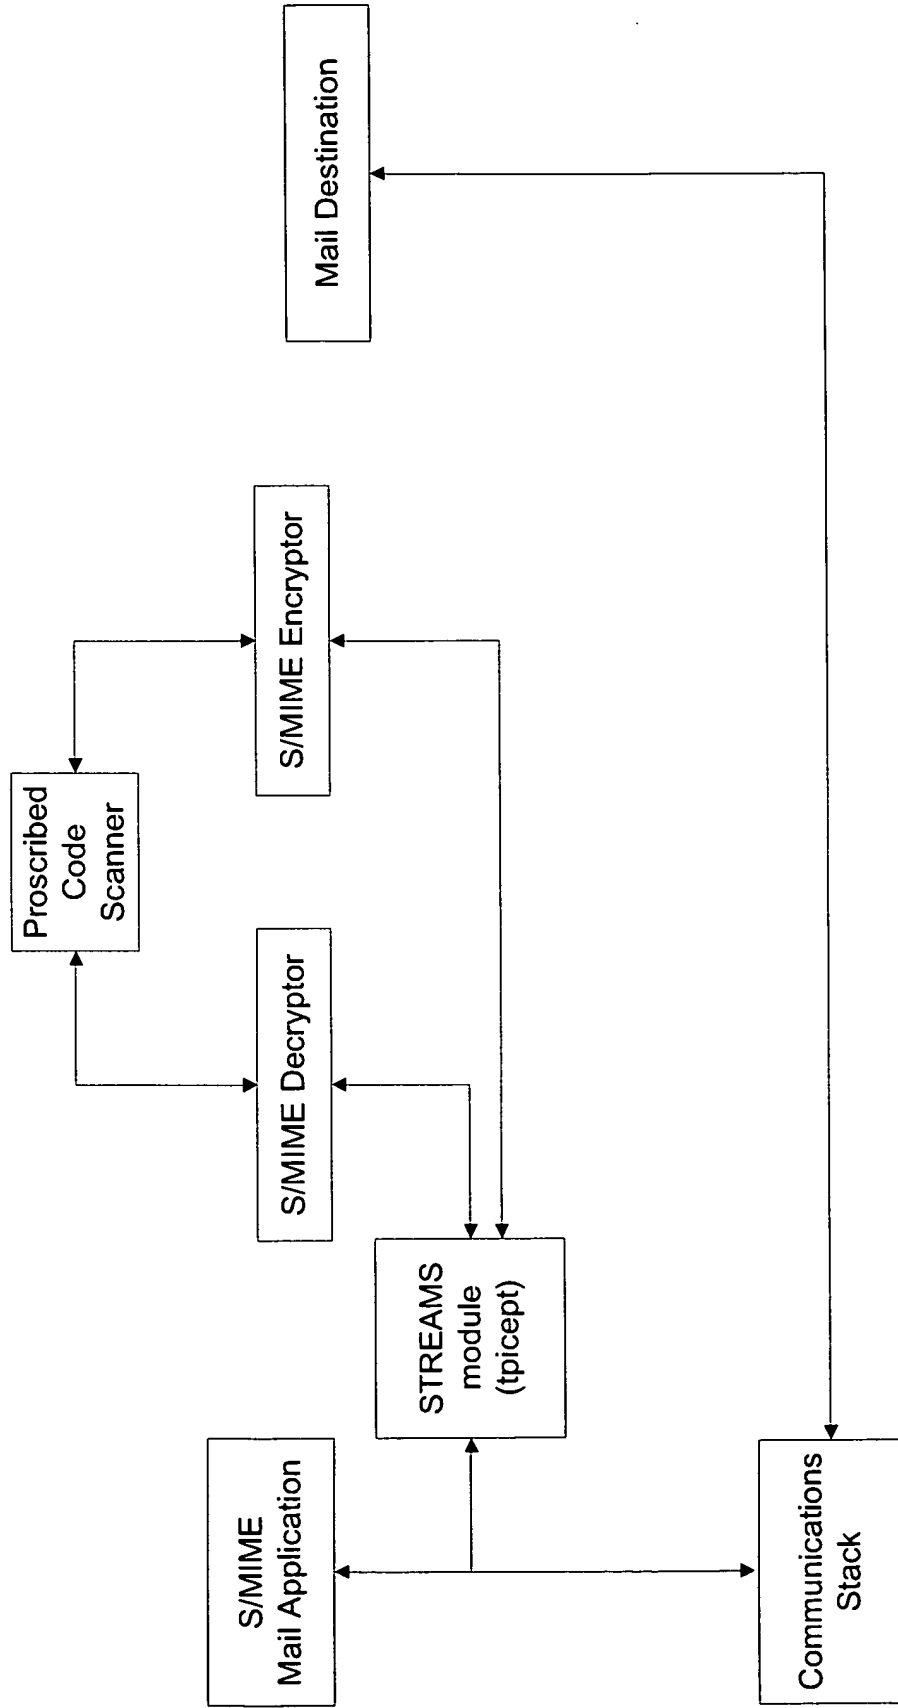 Proscribed
Code
Scanner
S/MIME
Mail Application
S/MIME Decryptor
S/MIME Encryptor
Mail Destination
STREAMS
module
(tpicept)
Communications
Stack